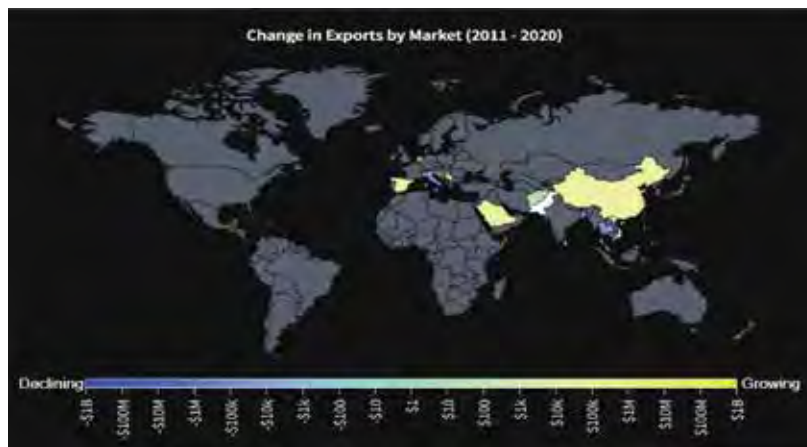 Change in Exports by Market (2011 - 2020)
Declining
Growing
-$1B
-$100M
-$10M
-$1M
-$100k
-$10k
-$1k
-$100
-$10
$1
$10
$100
$1k
$10k
$100k
$1M
$10M
$100M
$1B